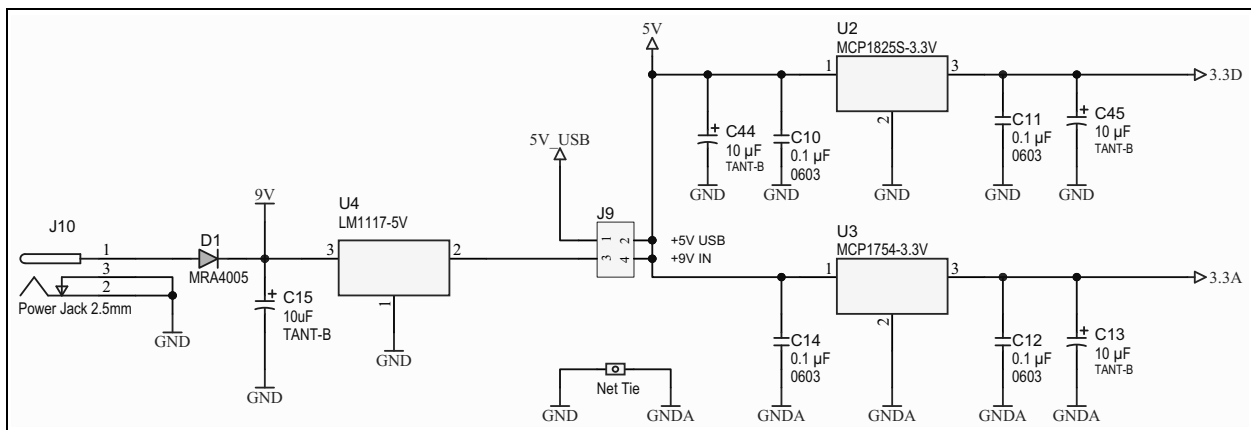 J10
1
3
2
Power Jack 2.5mm
GND
D1
MRA4005
9V
C15
10uF
TANT-B
GND
U4
LM1117-5V
3
2
1
GND
5V_USB
J9
1
2
3
4
+5V USB
+9V IN
5V
C44
10 µF
TANT-B
GND
C10
0.1 µF
0603
GND
U2
MCP1825S-3.3V
1
3
2
GND
C11
0.1 µF
0603
GND
C45
10 µF
TANT-B
GND
3.3D
U3
MCP1754-3.3V
1
3
2
GNDA
C14
0.1 µF
0603
GNDA
C12
0.1 µF
0603
GNDA
C13
10 µF
TANT-B
GNDA
3.3A
Net Tie
GND
GNDA